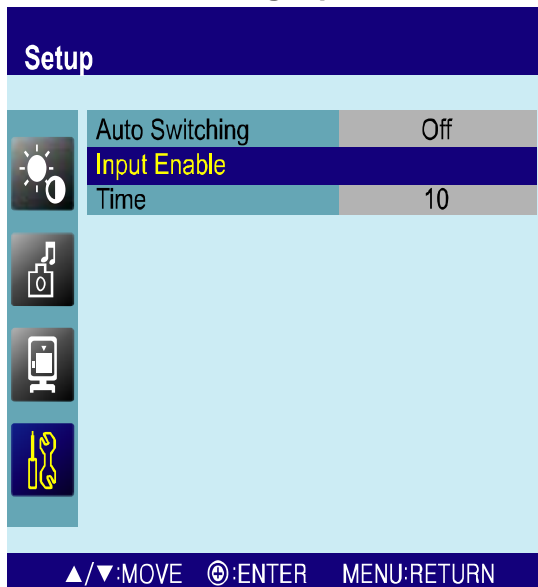 Setup
Auto Switching Off
Input Enable
Time 10
▲/▼:MOVE ⊕:ENTER MENU:RETURN